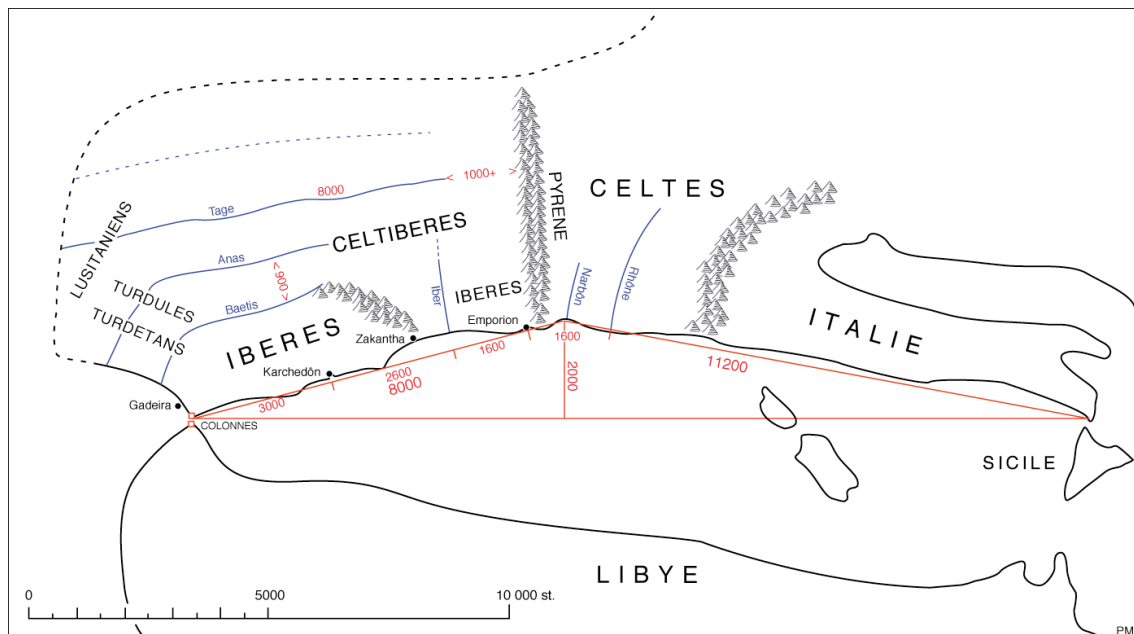 PYRENE
CELTES
< 1000+ >
8000
Tage
LUSITANIENS
CELTIBERES
Anas
< 900 >
TURDULES
Baetis
TURDETANS
Iber
IBERES
Narbôn
Rhône
ITALIE
IBERES
Emporion
Zakantha
1600
1600
11200
Karchedôn
2600
8000
2000
3000
Gadeira
COLONNES
SICILE
LIBYE
0
5000
10 000 st.
PM